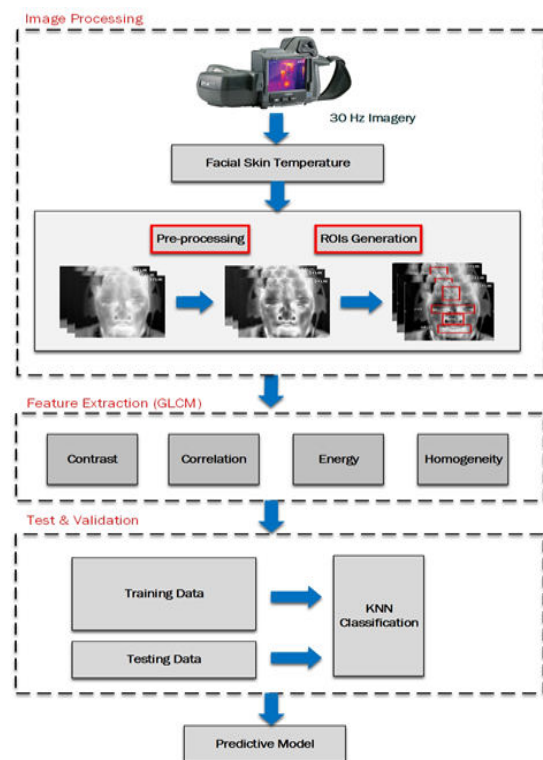 Image Processing
30 Hz Imagery
Facial Skin Temperature
Pre-processing
ROIs Generation
Feature Extraction (GLCM)
Contrast
Correlation
Energy
Homogeneity
Test & Validation
Training Data
KNN
Classification
Testing Data
Predictive Model